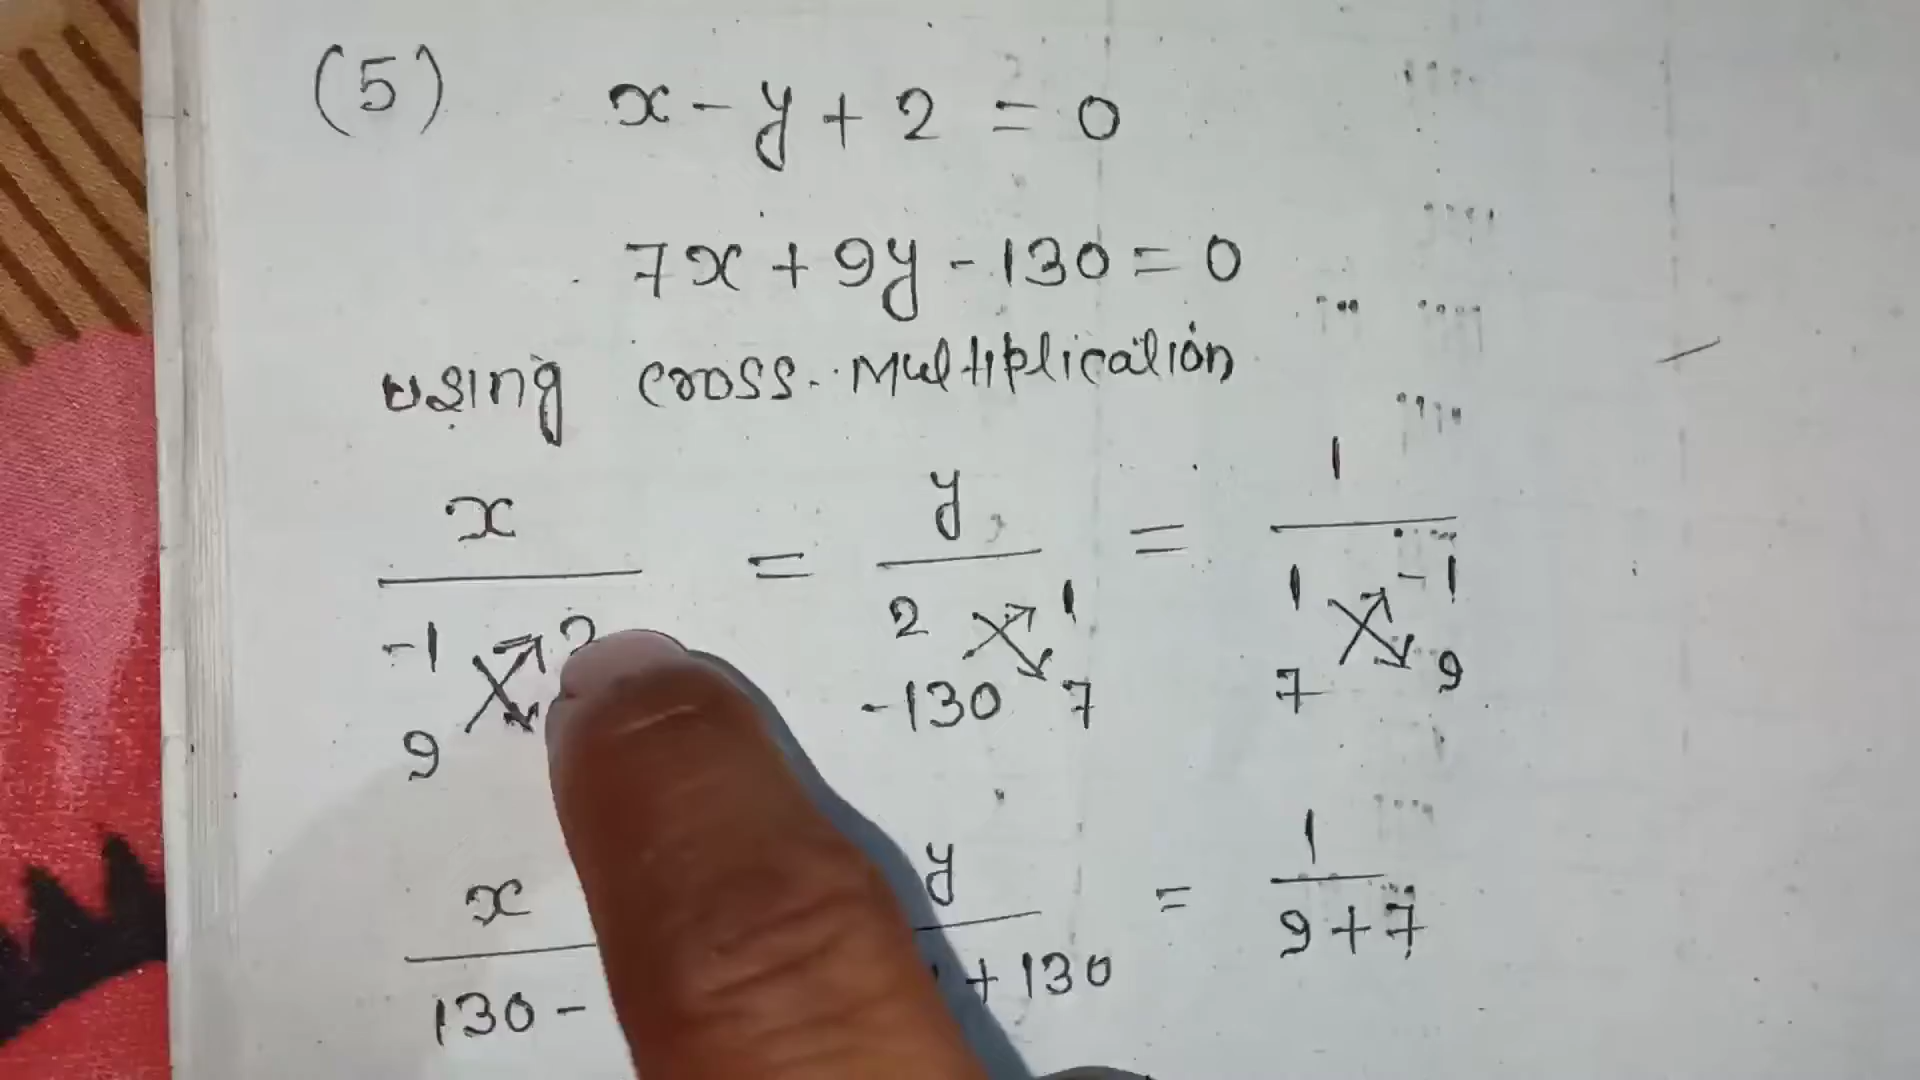 (5) x - y + 2 = 0
7x + 9y - 130 = 0
using cross-Multiplication
x = y = 1
-1 2 2 1 1 -1
9 -130 7 7 9
x y = 1
130 - + 130 9 + 7